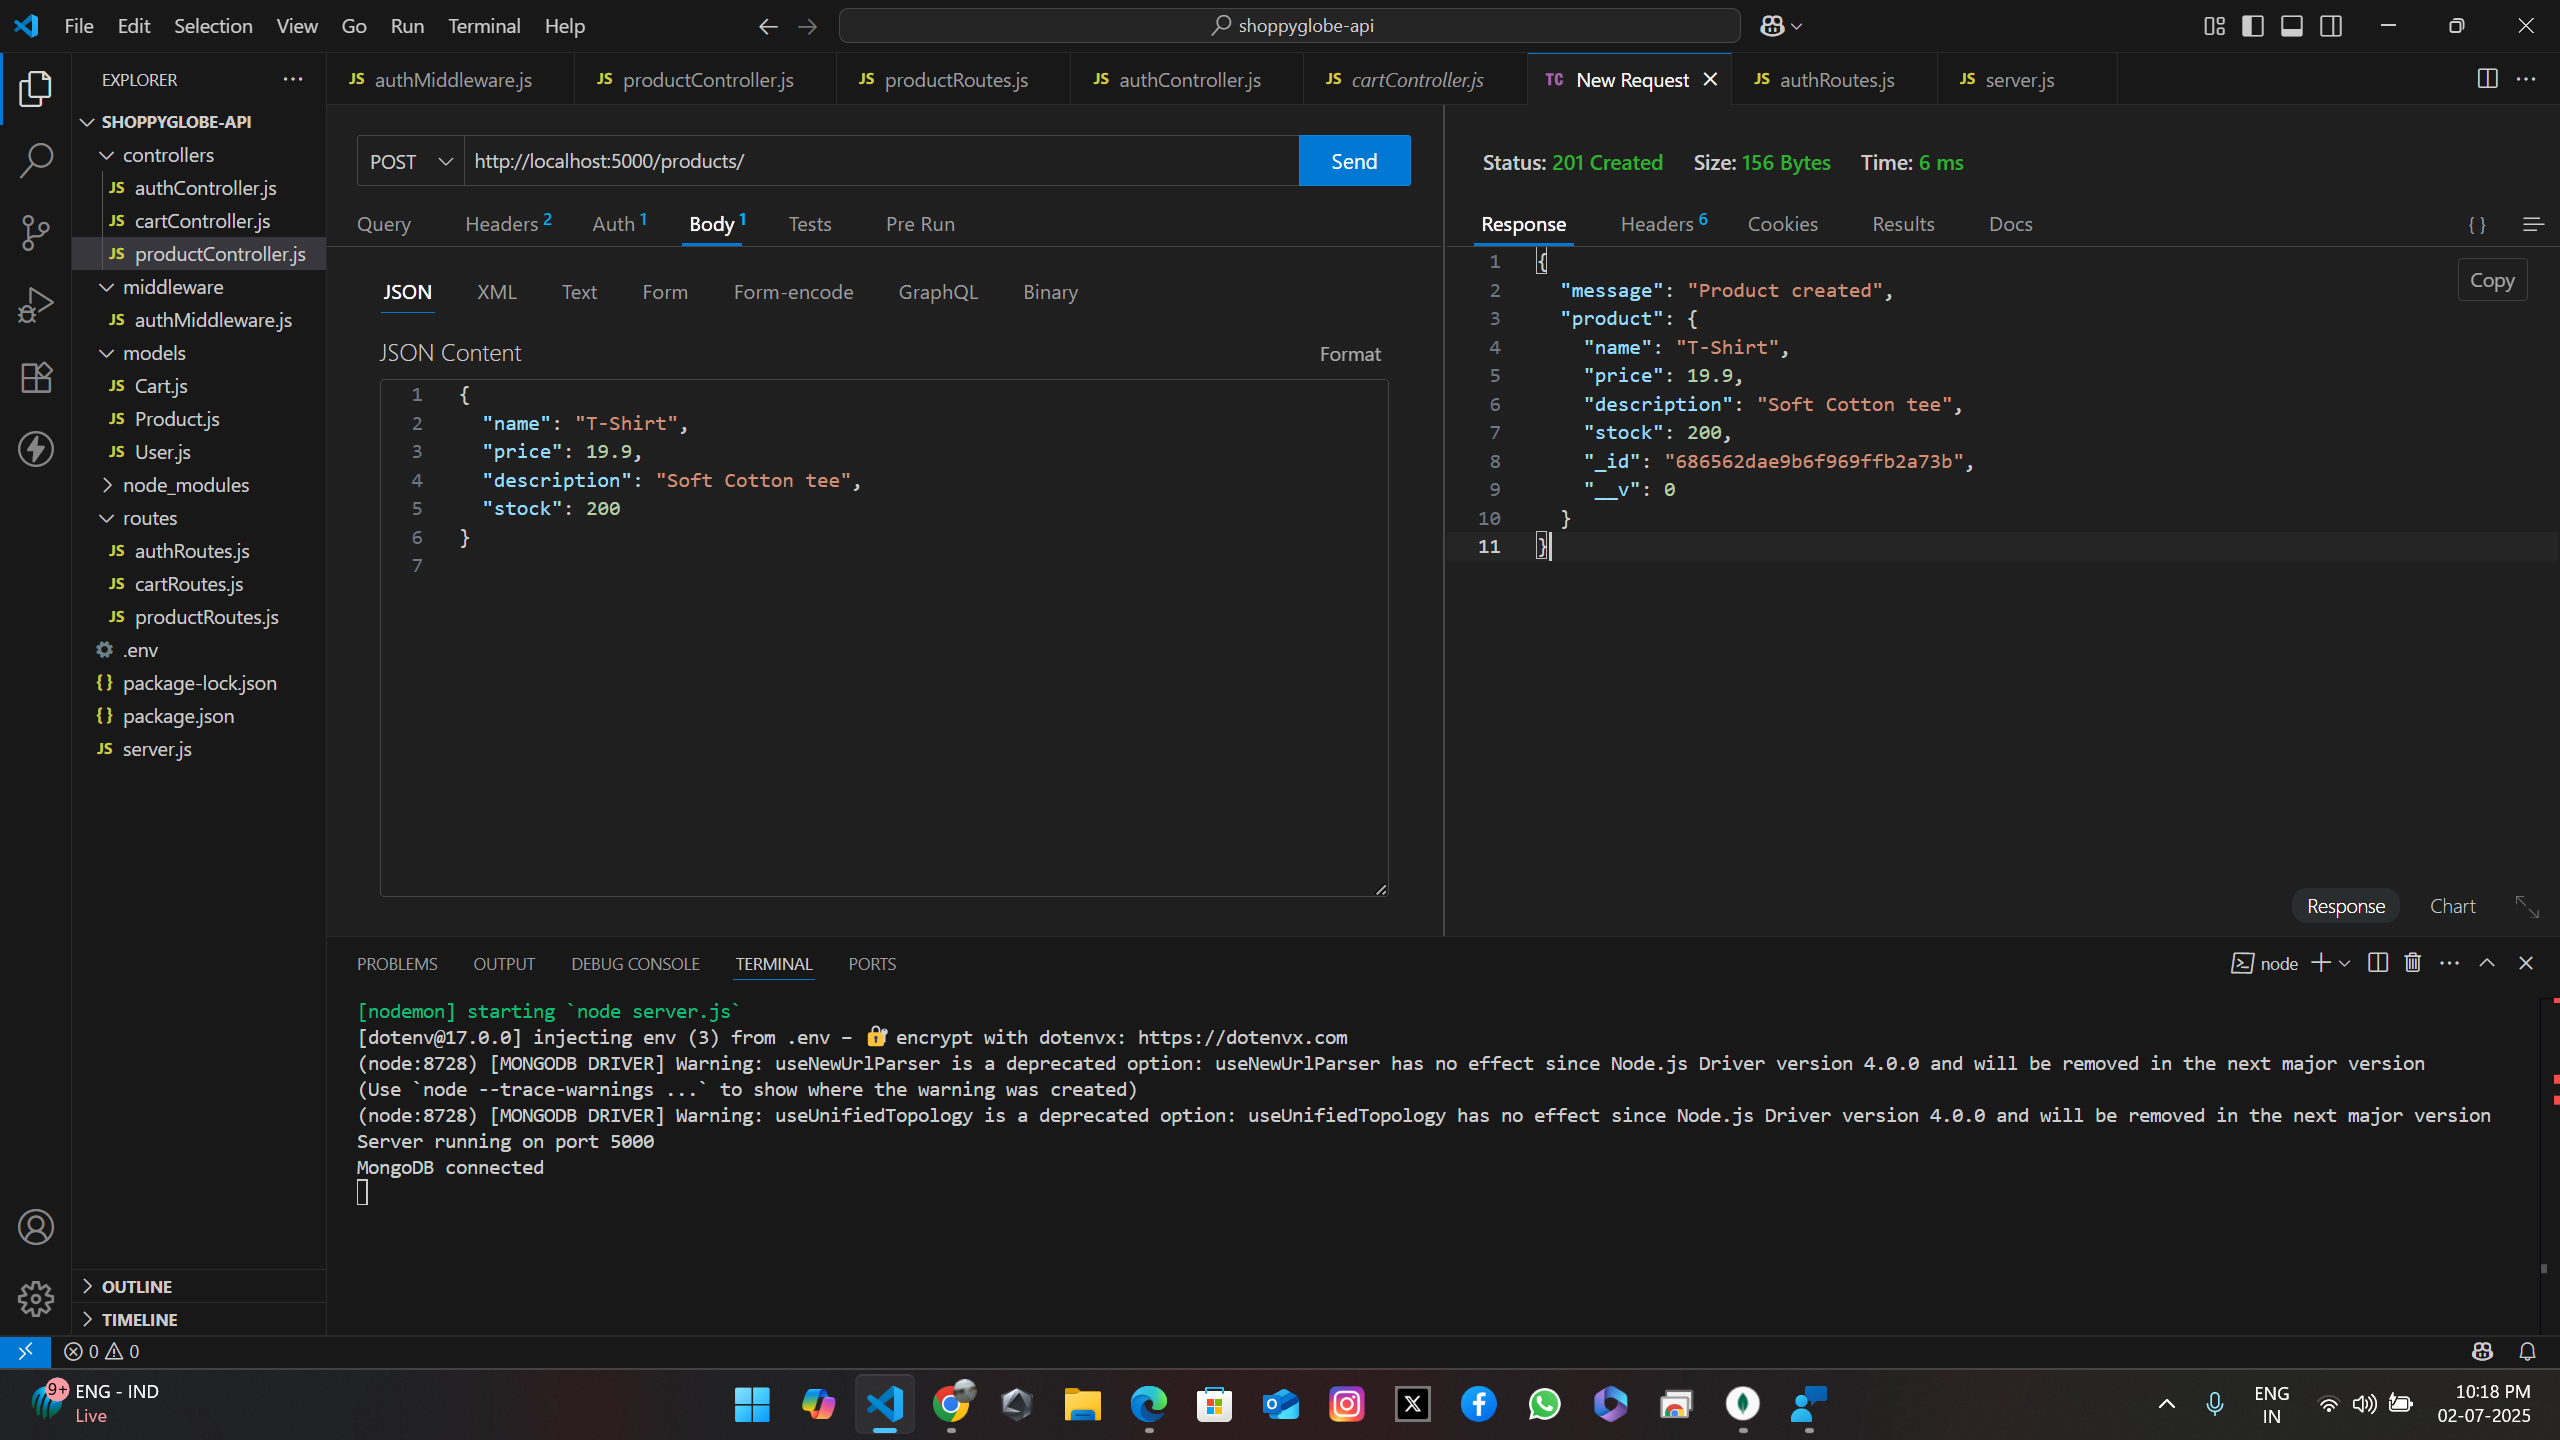 File Edit Selection View Go Run Terminal Help
shoppyglobe-api
EXPLORER
SHOPPYGLOBE-API
controllers
JS authController.js
JS cartController.js
JS productController.js
middleware
JS authMiddleware.js
models
JS Cart.js
JS Product.js
JS User.js
node_modules
routes
JS authRoutes.js
JS cartRoutes.js
JS productRoutes.js
.env
{} package-lock.json
{} package.json
JS server.js
OUTLINE
TIMELINE
JS authMiddleware.js JS productController.js JS productRoutes.js JS authController.js JS cartController.js TC New Request JS authRoutes.js JS server.js
POST http://localhost:5000/products/ Send
Query Headers 2 Auth 1 Body 1 Tests Pre Run
JSON XML Text Form Form-encode GraphQL Binary
JSON Content Format
1 {
2 "name": "T-Shirt",
3 "price": 19.9,
4 "description": "Soft Cotton tee",
5 "stock": 200
6 }
7
Status: 201 Created Size: 156 Bytes Time: 6 ms
Response Headers 6 Cookies Results Docs { }
Copy
1 {
2 "message": "Product created",
3 "product": {
4 "name": "T-Shirt",
5 "price": 19.9,
6 "description": "Soft Cotton tee",
7 "stock": 200,
8 "_id": "686562dae9b6f969ffb2a73b",
9 "__v": 0
10 }
11 }
Response Chart
PROBLEMS OUTPUT DEBUG CONSOLE TERMINAL PORTS
node
[nodemon] starting `node server.js`
[dotenv@17.0.0] injecting env (3) from .env – 🔐 encrypt with dotenvx: https://dotenvx.com
(node:8728) [MONGODB DRIVER] Warning: useNewUrlParser is a deprecated option: useNewUrlParser has no effect since Node.js Driver version 4.0.0 and will be removed in the next major version
(Use `node --trace-warnings ...` to show where the warning was created)
(node:8728) [MONGODB DRIVER] Warning: useUnifiedTopology is a deprecated option: useUnifiedTopology has no effect since Node.js Driver version 4.0.0 and will be removed in the next major version
Server running on port 5000
MongoDB connected
0 0
9+ ENG - IND
Live
ENG
IN
10:18 PM
02-07-2025